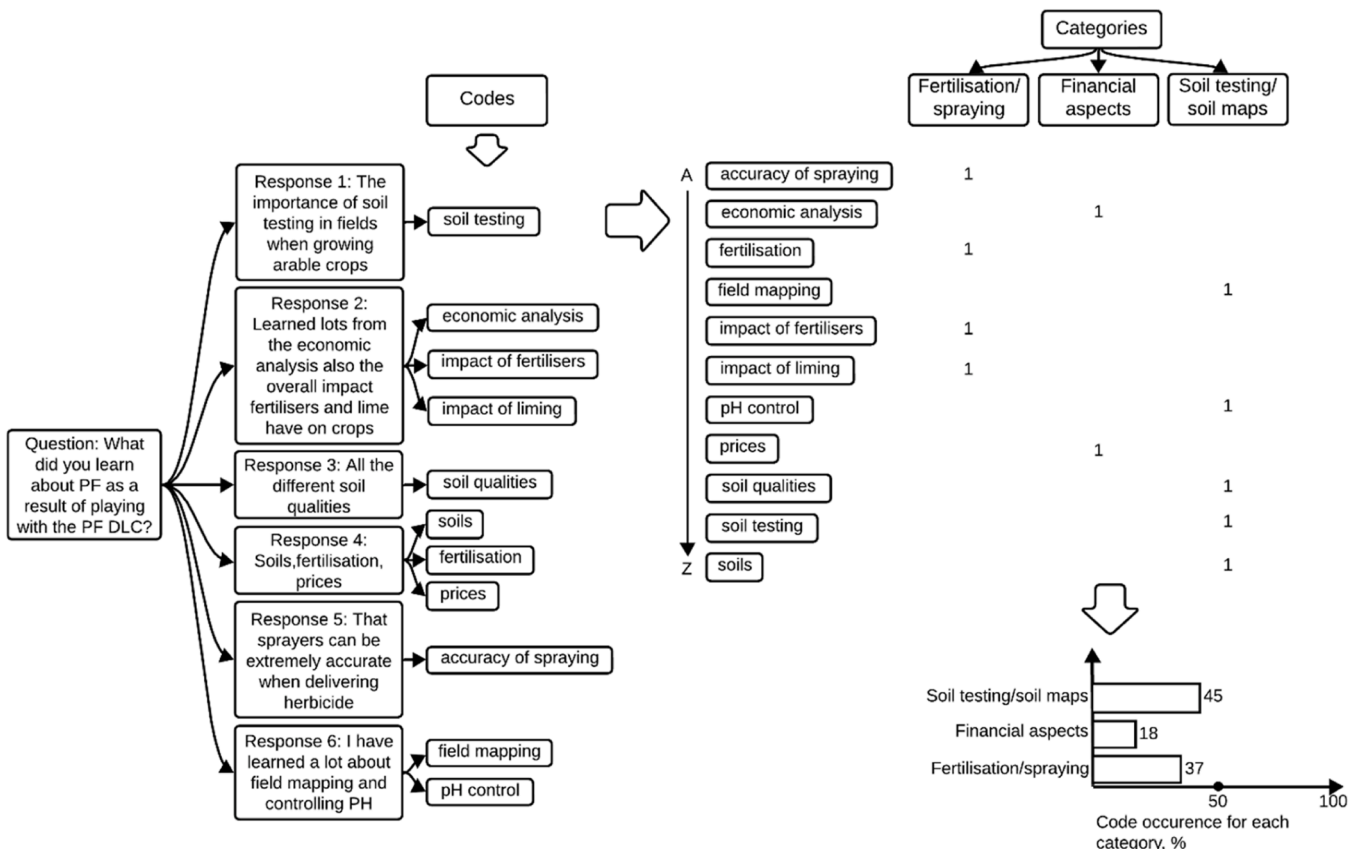 Question: What
did you learn
about PF as a
result of playing
with the PF DLC?
Codes
Response 1: The
importance of soil
testing in fields
when growing
arable crops
soil testing
Response 2:
Learned lots from
the economic
analysis also the
overall impact
fertilisers and lime
have on crops
economic analysis
impact of fertilisers
impact of liming
Response 3: All the
different soil
qualities
soil qualities
Response 4:
Soils,fertilisation,
prices
soils
fertilisation
prices
Response 5: That
sprayers can be
extremely accurate
when delivering
herbicide
accuracy of spraying
Response 6: I have
learned a lot about
field mapping and
controlling PH
field mapping
pH control
Categories
Fertilisation/
spraying
Financial
aspects
Soil testing/
soil maps
A
accuracy of spraying 1
economic analysis 1
fertilisation 1
field mapping 1
impact of fertilisers 1
impact of liming 1
pH control 1
prices 1
soil qualities 1
soil testing 1
Z soils 1
Soil testing/soil maps 45
Financial aspects 18
Fertilisation/spraying 37
50 100
Code occurence for each
category, %